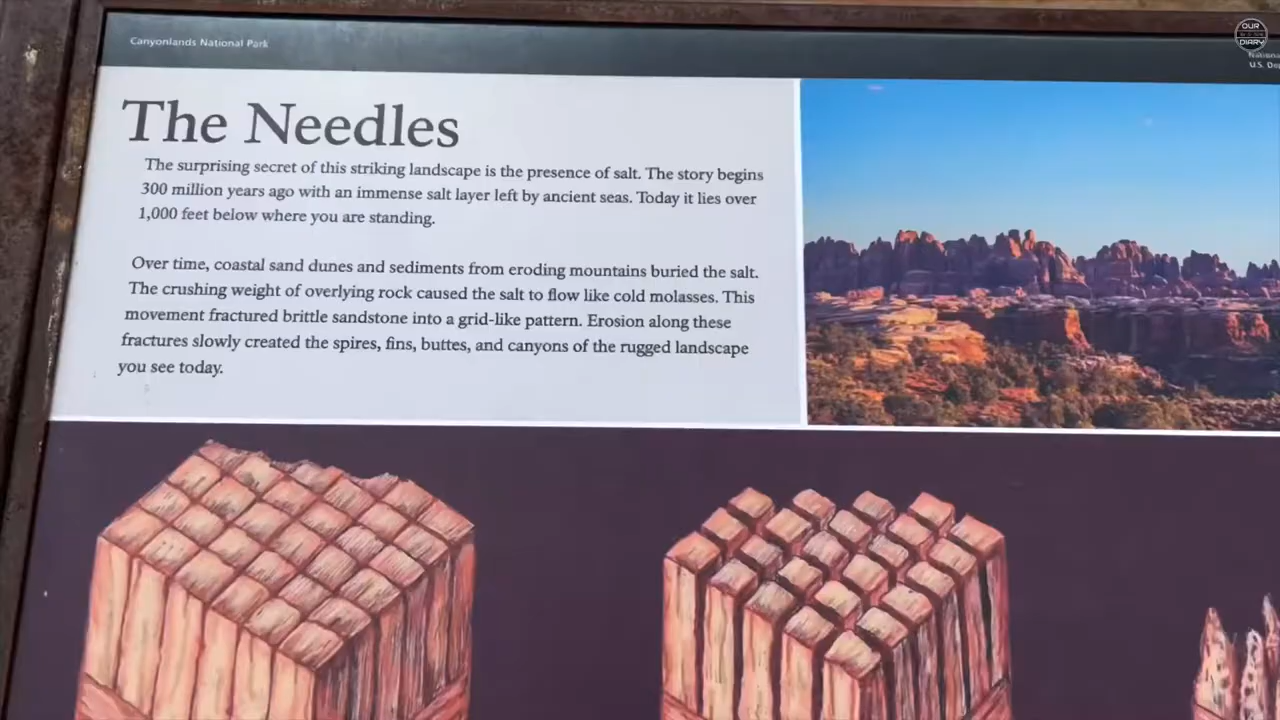 Canyonlands National Park
OUR
DIARY
National
U.S. Dep
The Needles
The surprising secret of this striking landscape is the presence of salt. The story begins
300 million years ago with an immense salt layer left by ancient seas. Today it lies over
1,000 feet below where you are standing.
Over time, coastal sand dunes and sediments from eroding mountains buried the salt.
The crushing weight of overlying rock caused the salt to flow like cold molasses. This
movement fractured brittle sandstone into a grid-like pattern. Erosion along these
fractures slowly created the spires, fins, buttes, and canyons of the rugged landscape
you see today.